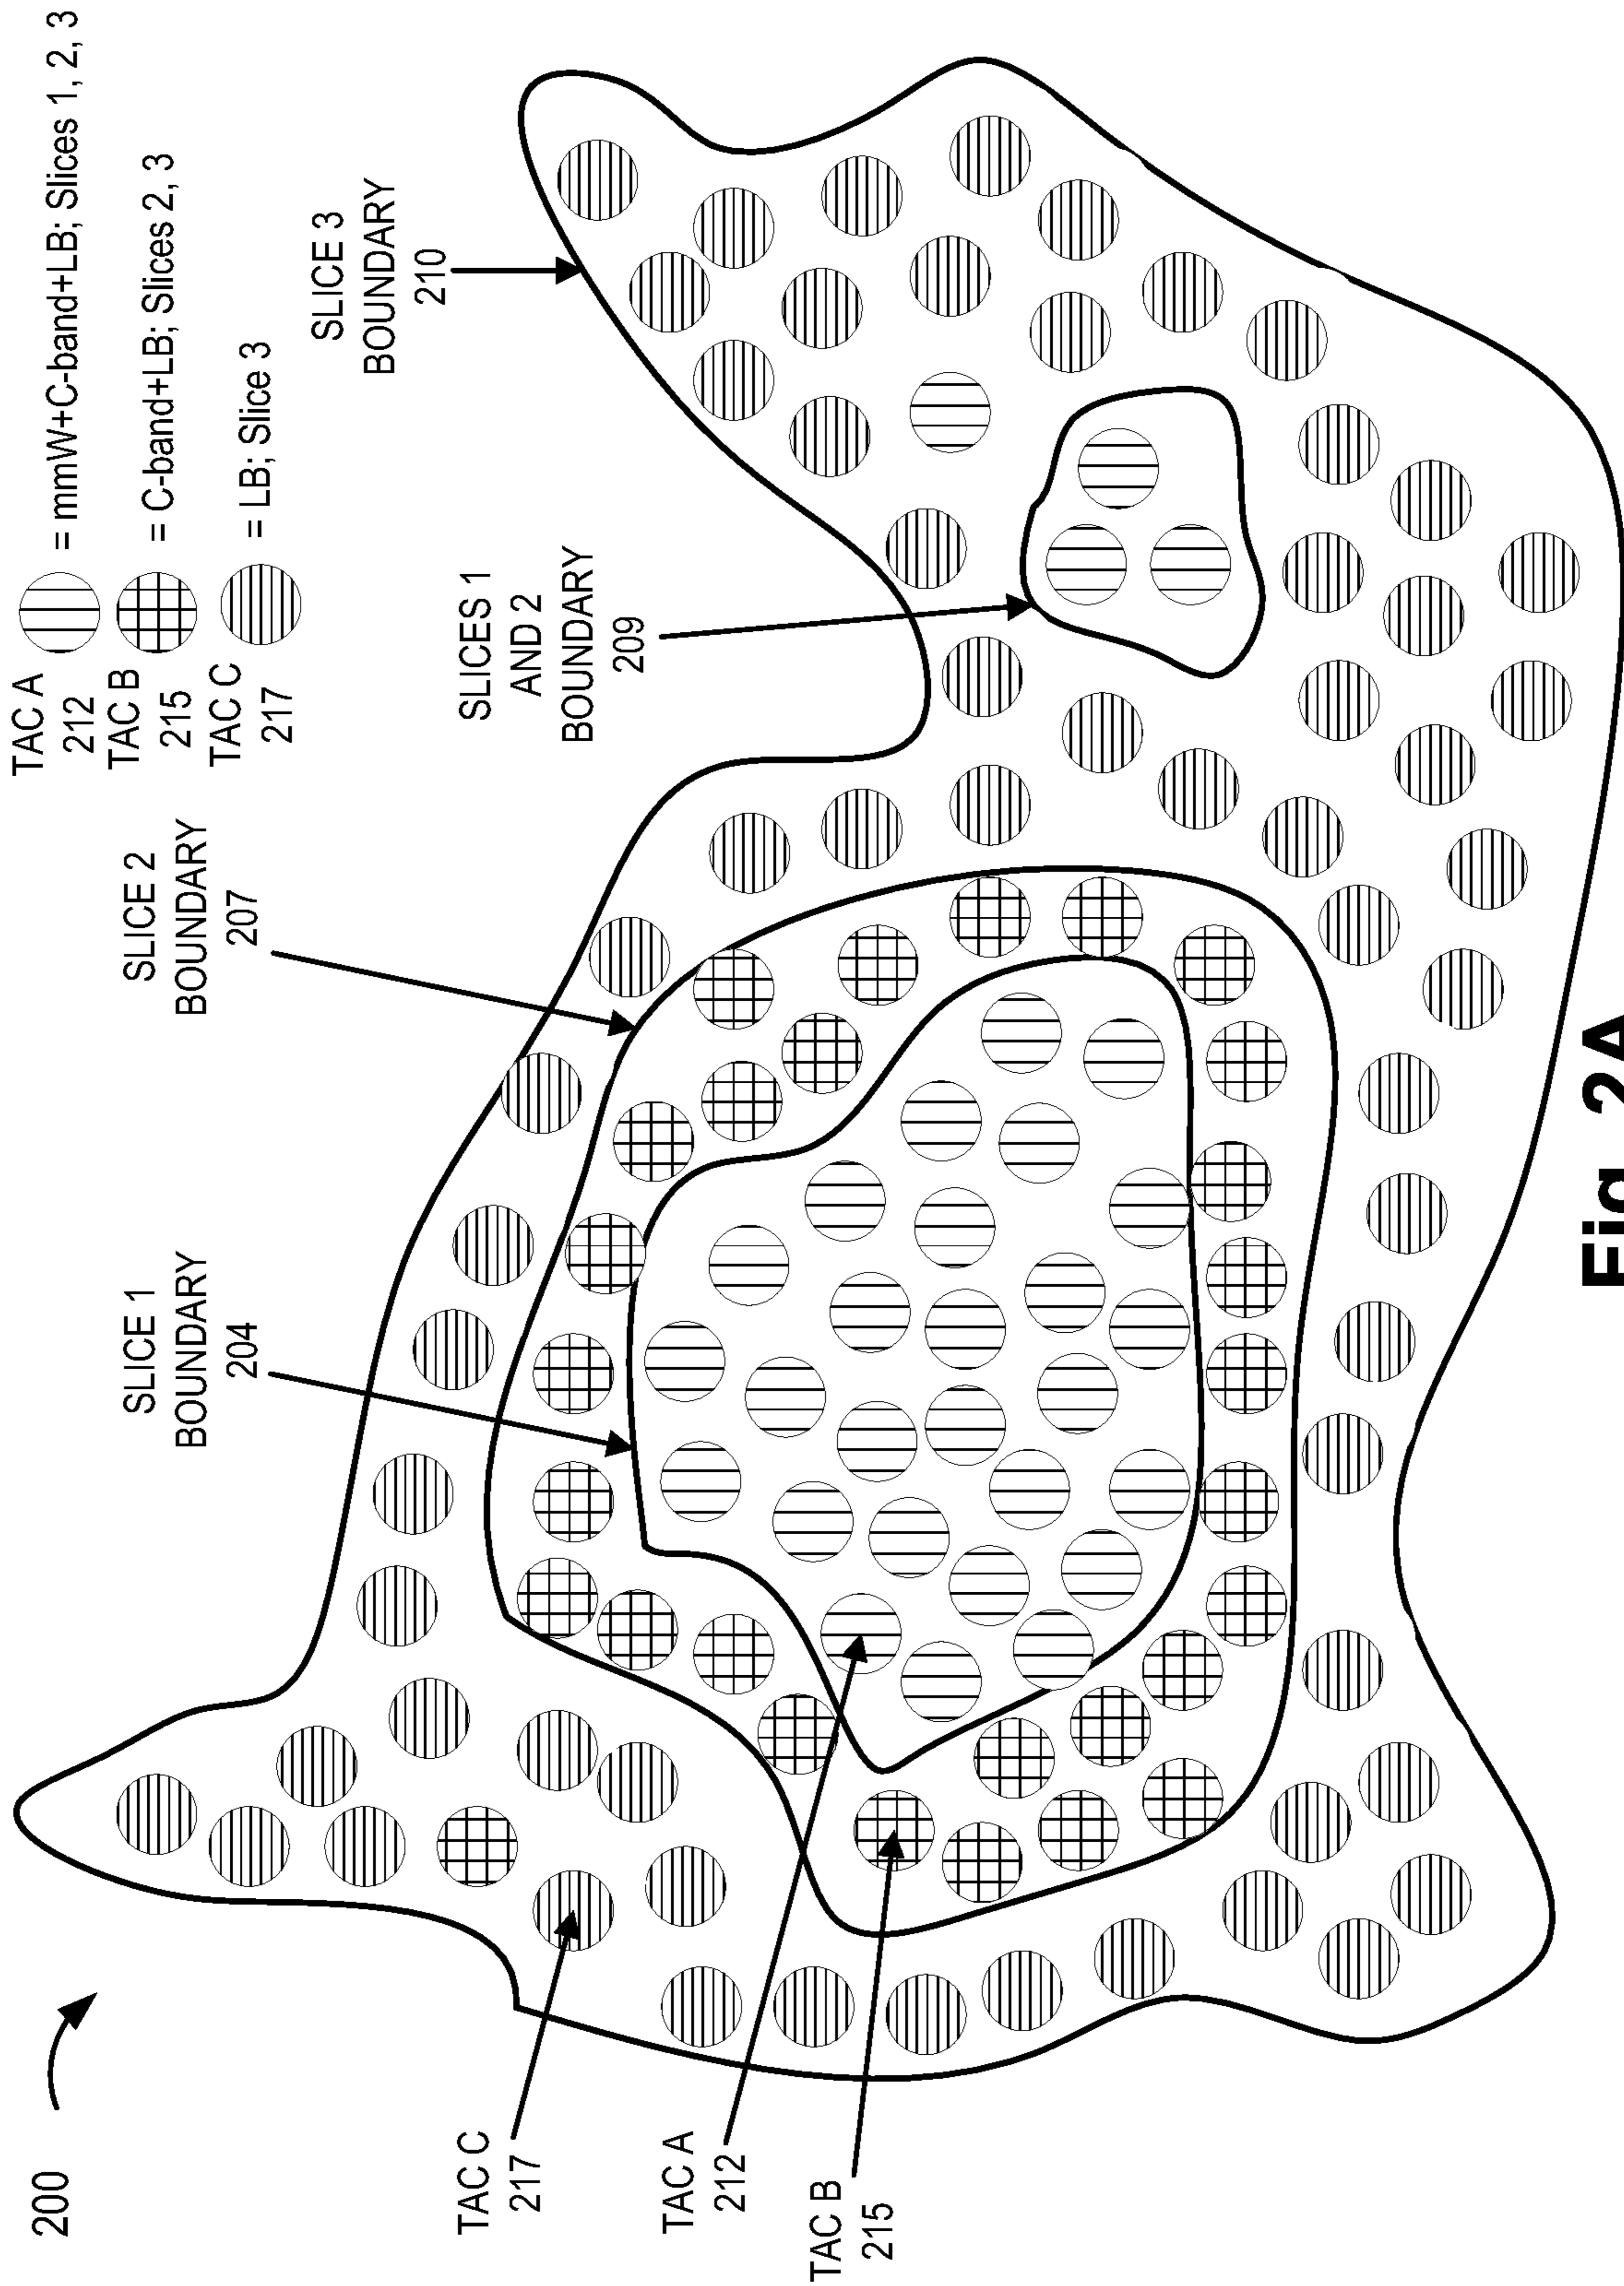 200
TAC A
212
= mmW+C-band+LB; Slices 1, 2, 3
TAC B
215
= C-band+LB; Slices 2, 3
TAC C
217
= LB; Slice 3
SLICE 1
BOUNDARY
204
SLICE 2
BOUNDARY
207
SLICES 1
AND 2
BOUNDARY
209
SLICE 3
BOUNDARY
210
TAC C
217
TAC A
212
TAC B
215
Fig. 2A